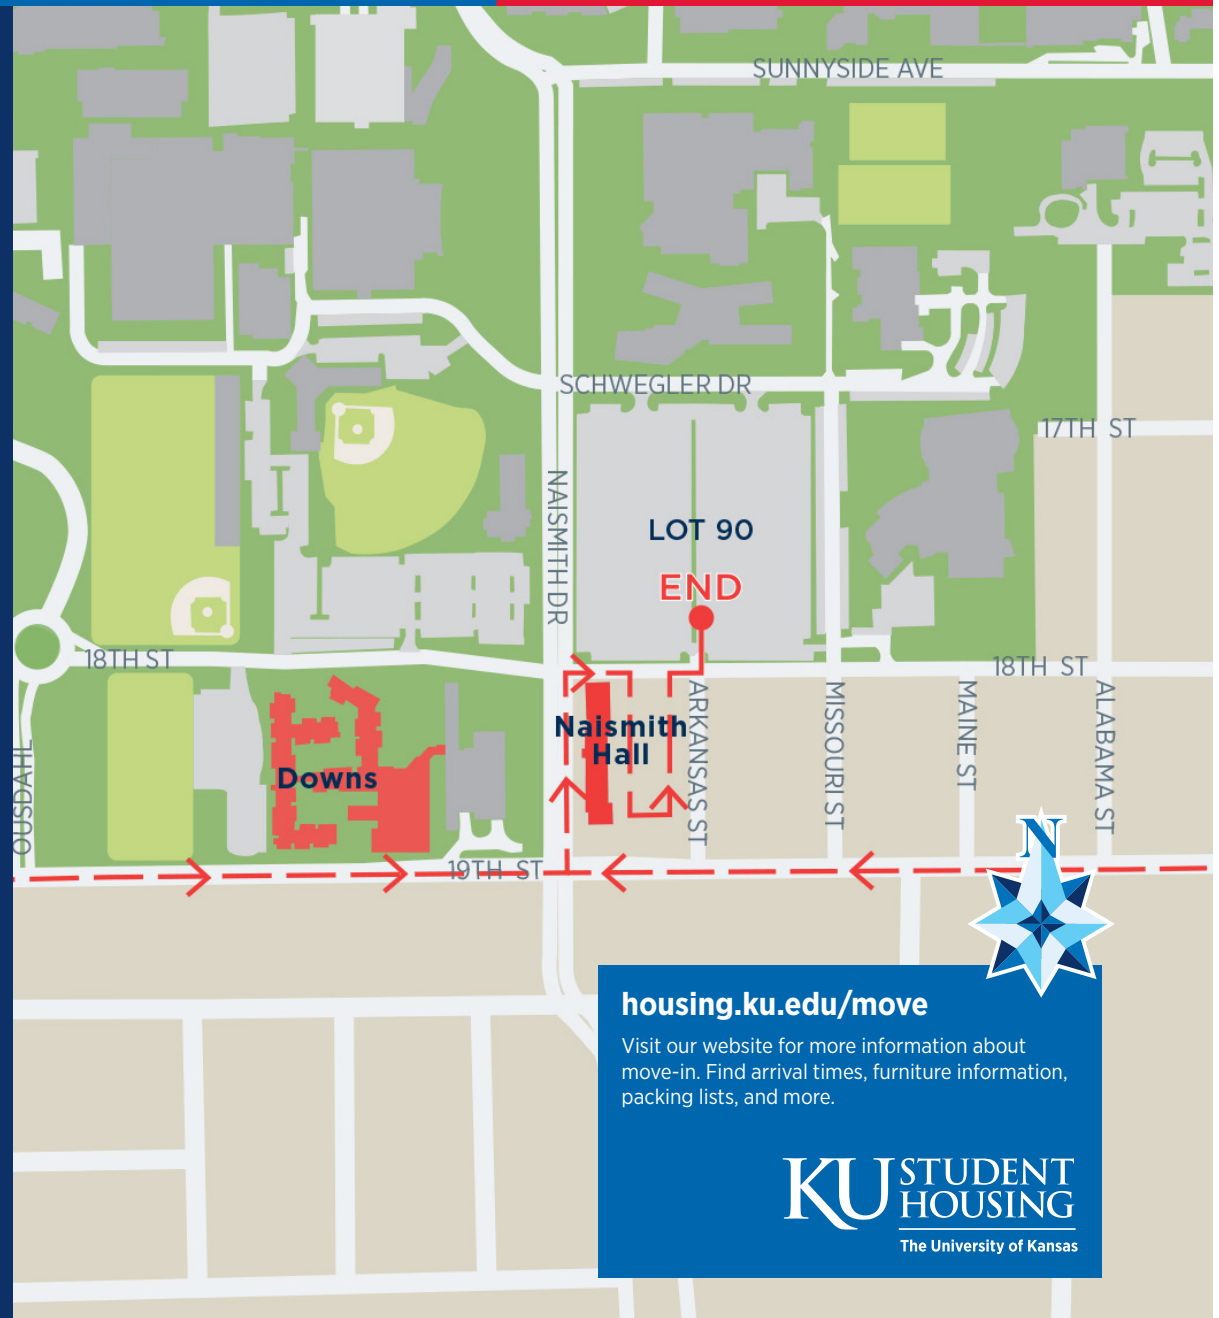 SUNNYSIDE AVE
SCHWEGLER DR
17TH ST
NAISMITH DR
LOT 90
END
18TH ST
18TH ST
OUSDAHL
Downs
Naismith
Hall
ARKANSAS ST
MISSOURI ST
MAINE ST
ALABAMA ST
19TH ST
N
housing.ku.edu/move
Visit our website for more information about
move-in. Find arrival times, furniture information,
packing lists, and more.
KU STUDENT
HOUSING
The University of Kansas